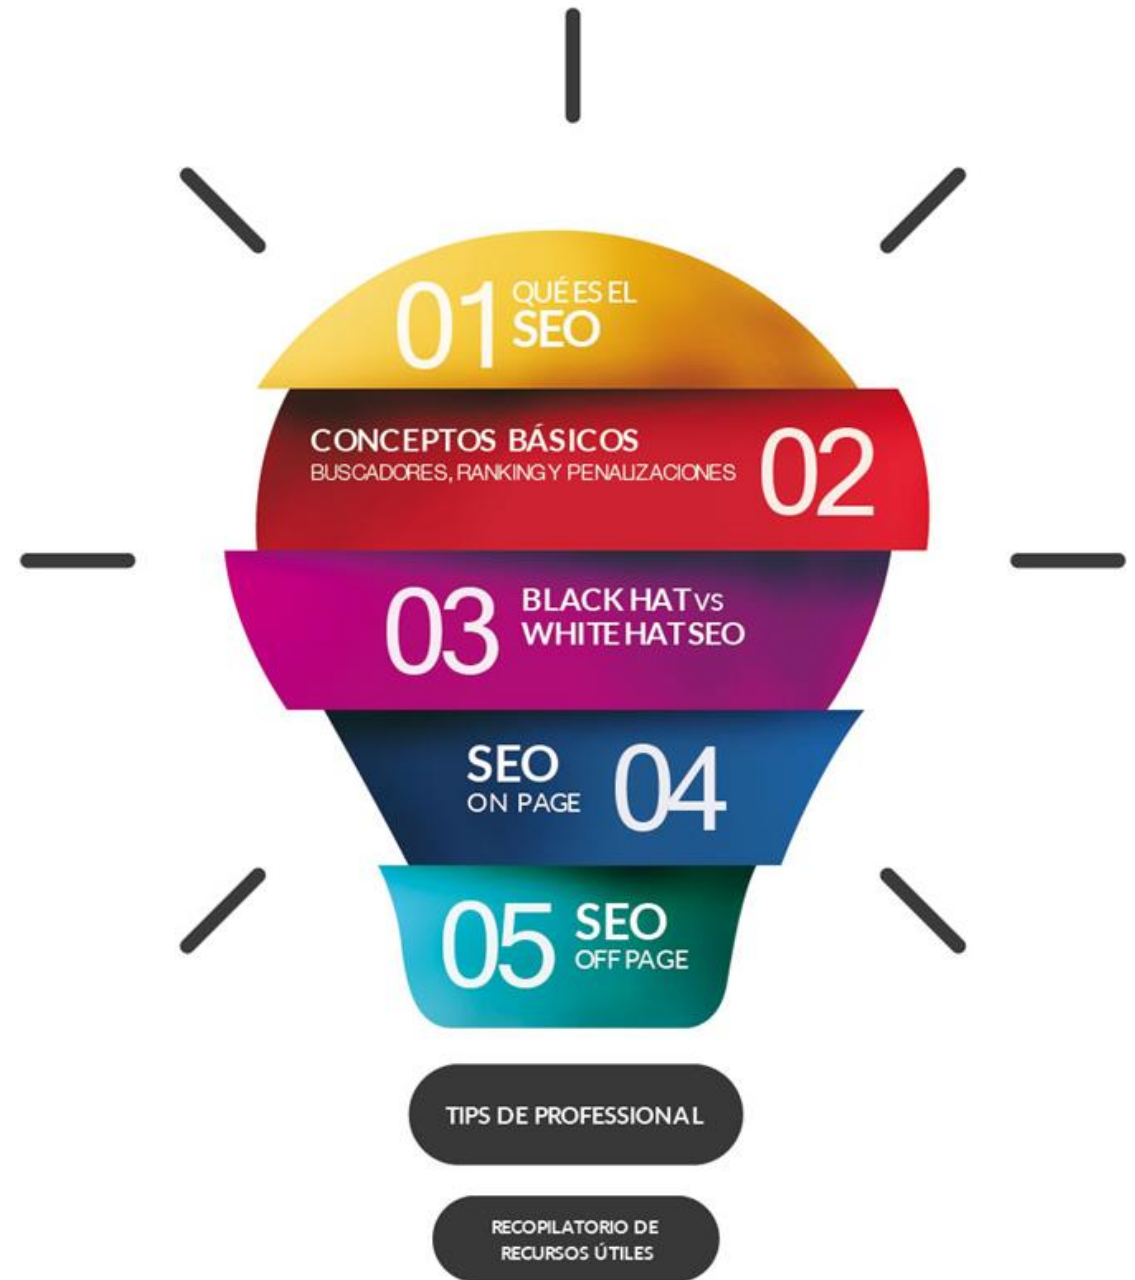 01 QUÉ ES EL
SEO
CONCEPTOS BÁSICOS
BUSCADORES, RANKING Y PENALIZACIONES
02
03 BLACK HAT VS
WHITE HAT SEO
SEO
ON PAGE
04
05 SEO
OFF PAGE
TIPS DE PROFESSIONAL
RECOPILATORIO DE
RECURSOS ÚTILES